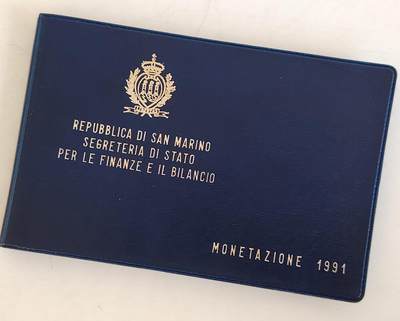 REPUBBLICA DI SAN MARINO
SEGRETERIA DI STATO
PER LE FINANZE E IL BILANCIO
MONETAZIONE 1991